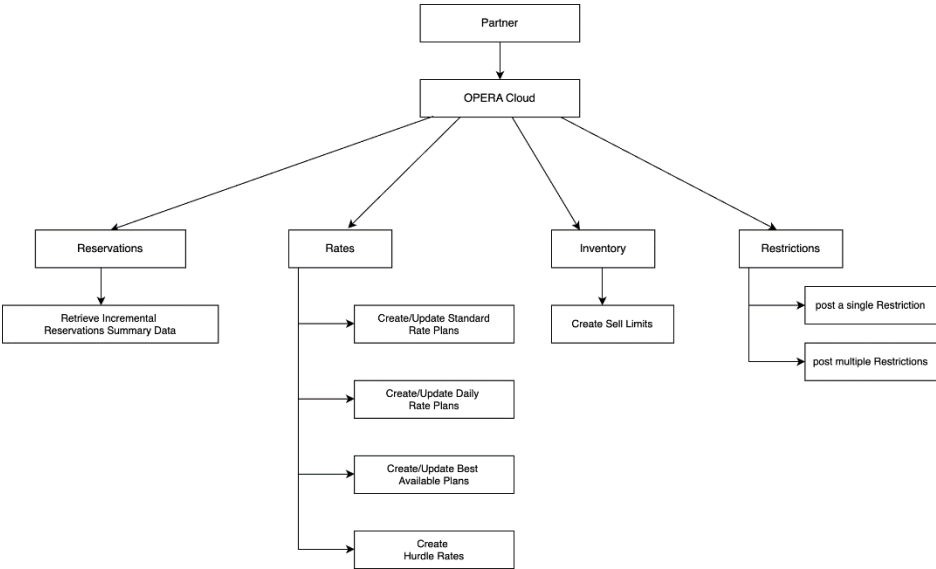 Partner
OPERA Cloud
Reservations
Rates
Inventory
Restrictions
Retrieve Incremental
Reservations Summary Data
Create/Update Standard
Rate Plans
Create/Update Daily
Rate Plans
Create/Update Best
Available Plans
Create
Hurdle Rates
Create Sell Limits
post a single Restriction
post multiple Restrictions